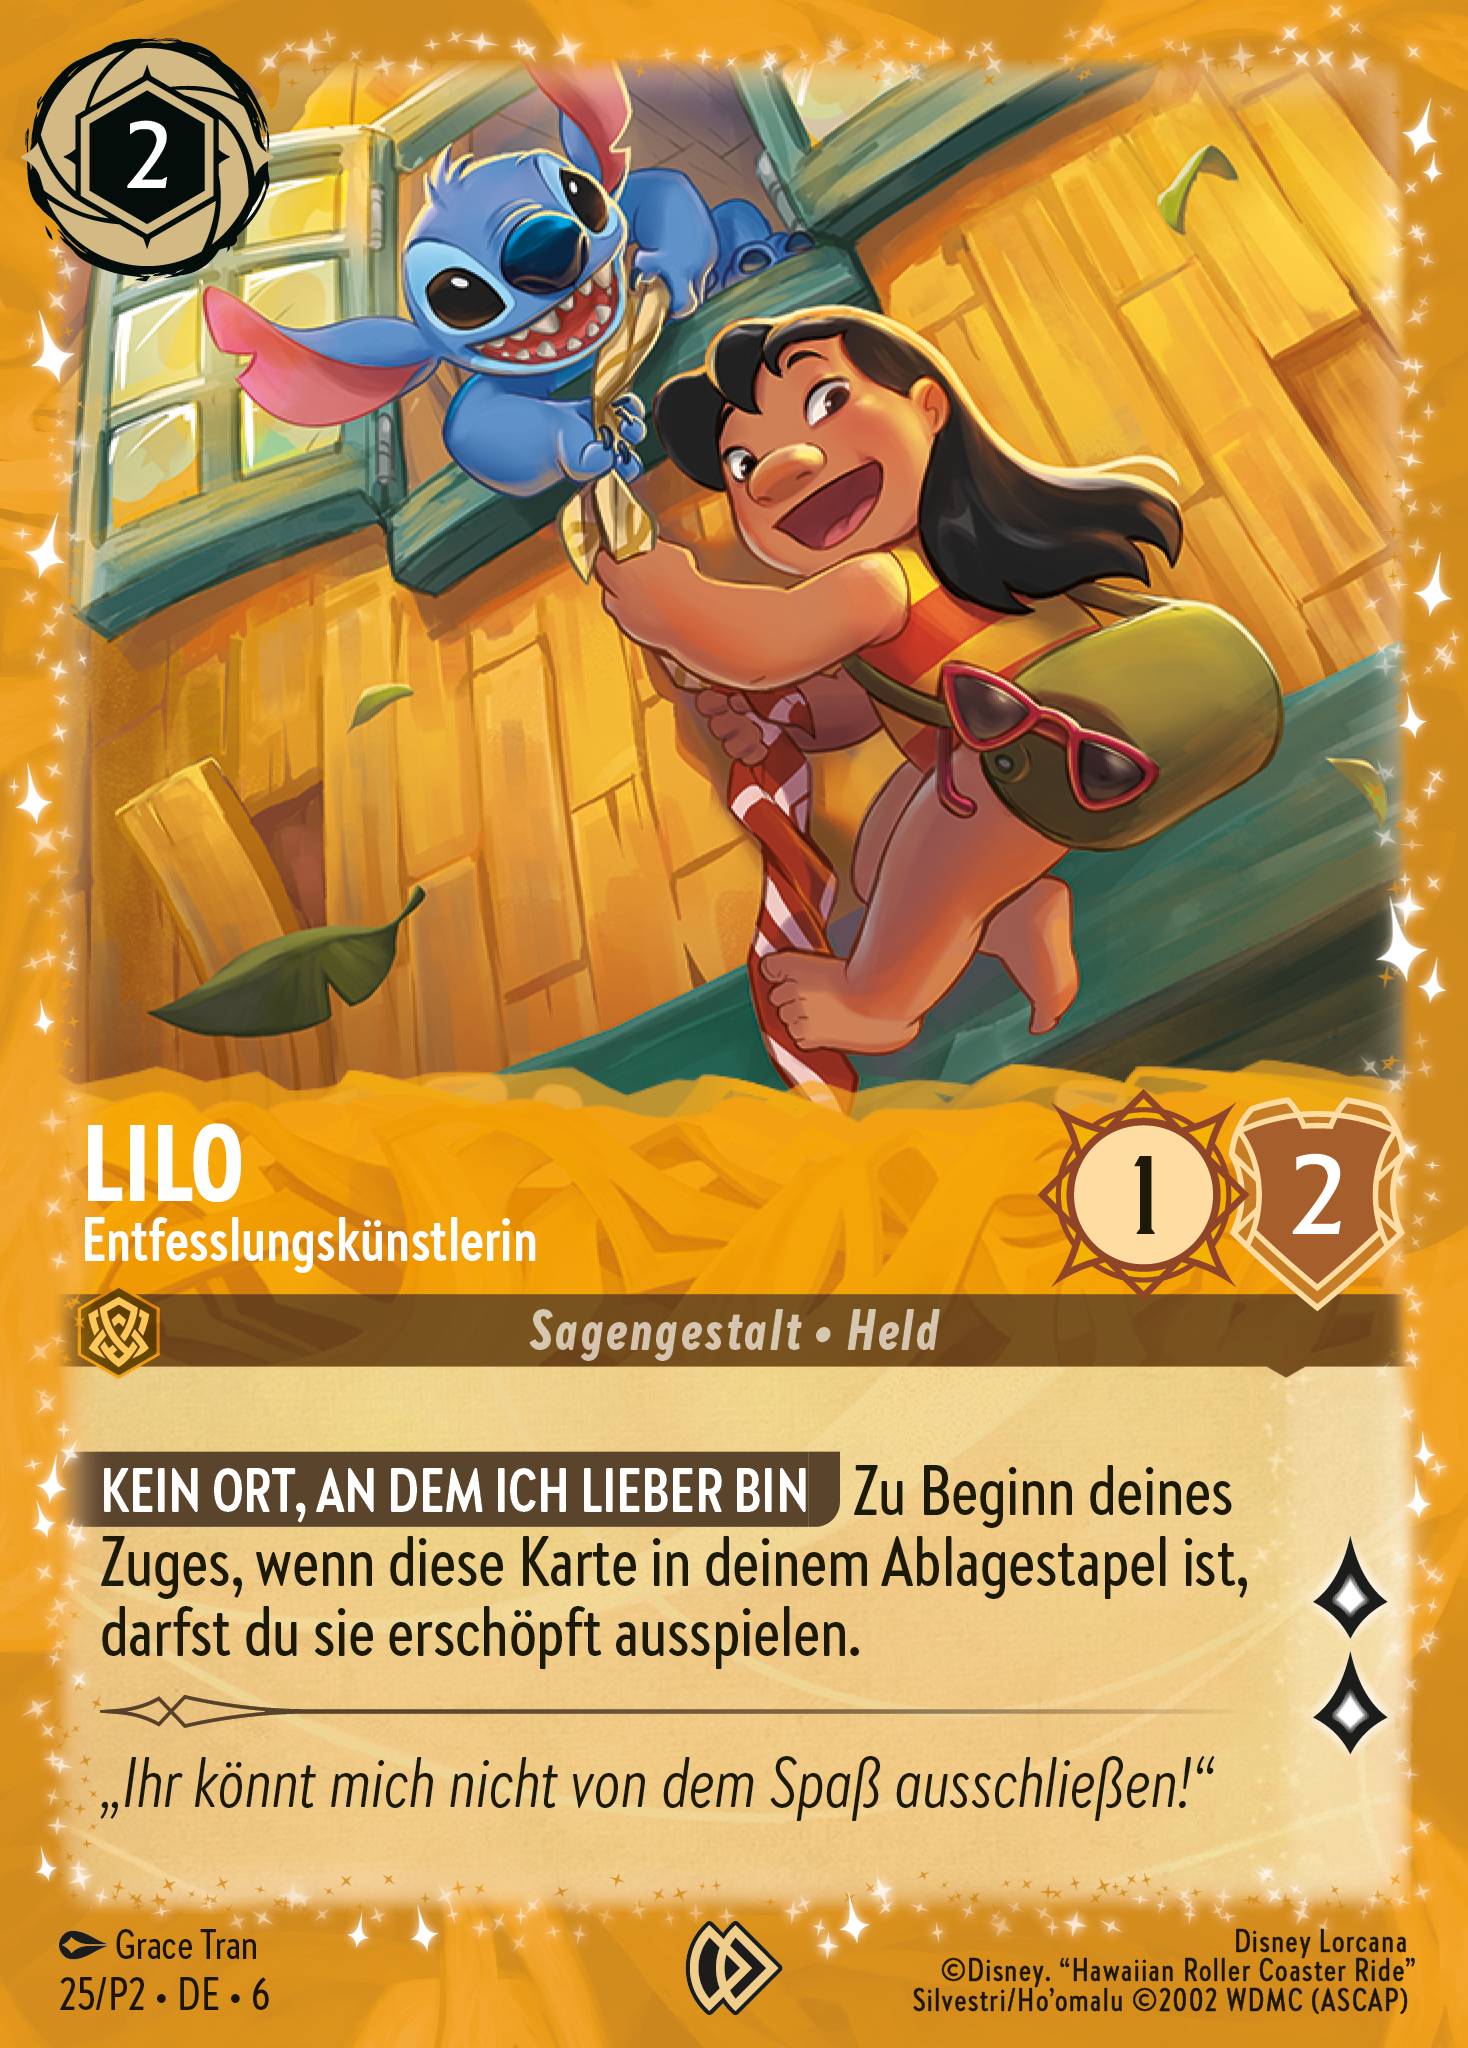 2
LILO
Entfesslungskünstlerin
1
2
Sagengestalt • Held
KEIN ORT, AN DEM ICH LIEBER BIN Zu Beginn deines
Zuges, wenn diese Karte in deinem Ablagestapel ist,
darfst du sie erschöpft ausspielen.
„Ihr könnt mich nicht von dem Spaß ausschließen!“
Grace Tran
25/P2 • DE • 6
Disney Lorcana
©Disney. “Hawaiian Roller Coaster Ride”
Silvestri/Ho’omalu ©2002 WDMC (ASCAP)